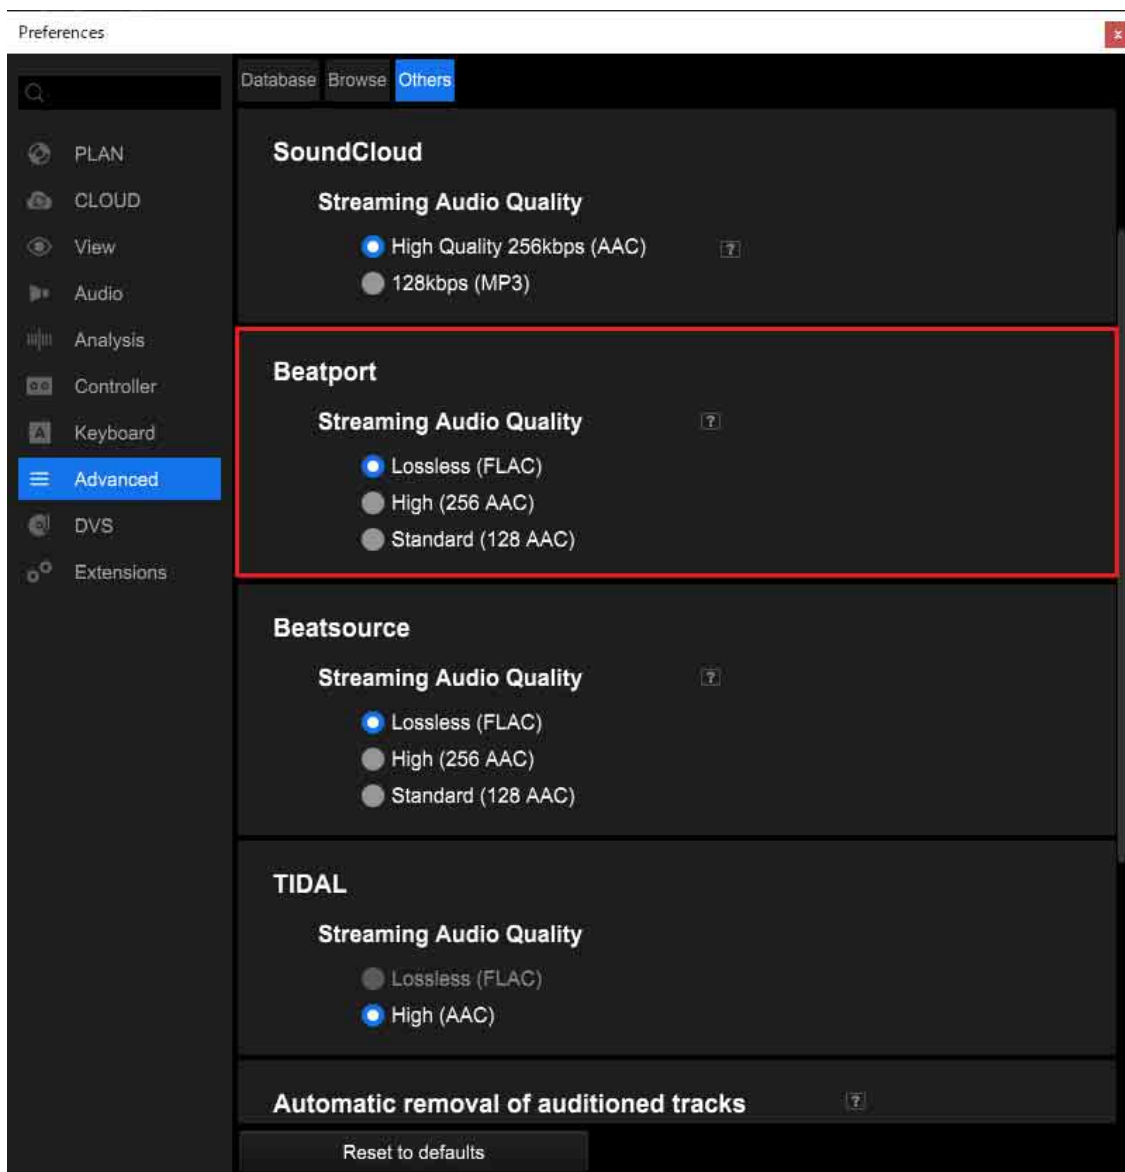 Preferences
x
Database Browse Others
PLAN
CLOUD
View
Audio
Analysis
Controller
Keyboard
Advanced
DVS
Extensions
SoundCloud
Streaming Audio Quality
High Quality 256kbps (AAC) ?
128kbps (MP3)
Beatport
Streaming Audio Quality ?
Lossless (FLAC)
High (256 AAC)
Standard (128 AAC)
Beatsource
Streaming Audio Quality ?
Lossless (FLAC)
High (256 AAC)
Standard (128 AAC)
TIDAL
Streaming Audio Quality
Lossless (FLAC)
High (AAC)
Automatic removal of auditioned tracks ?
Reset to defaults